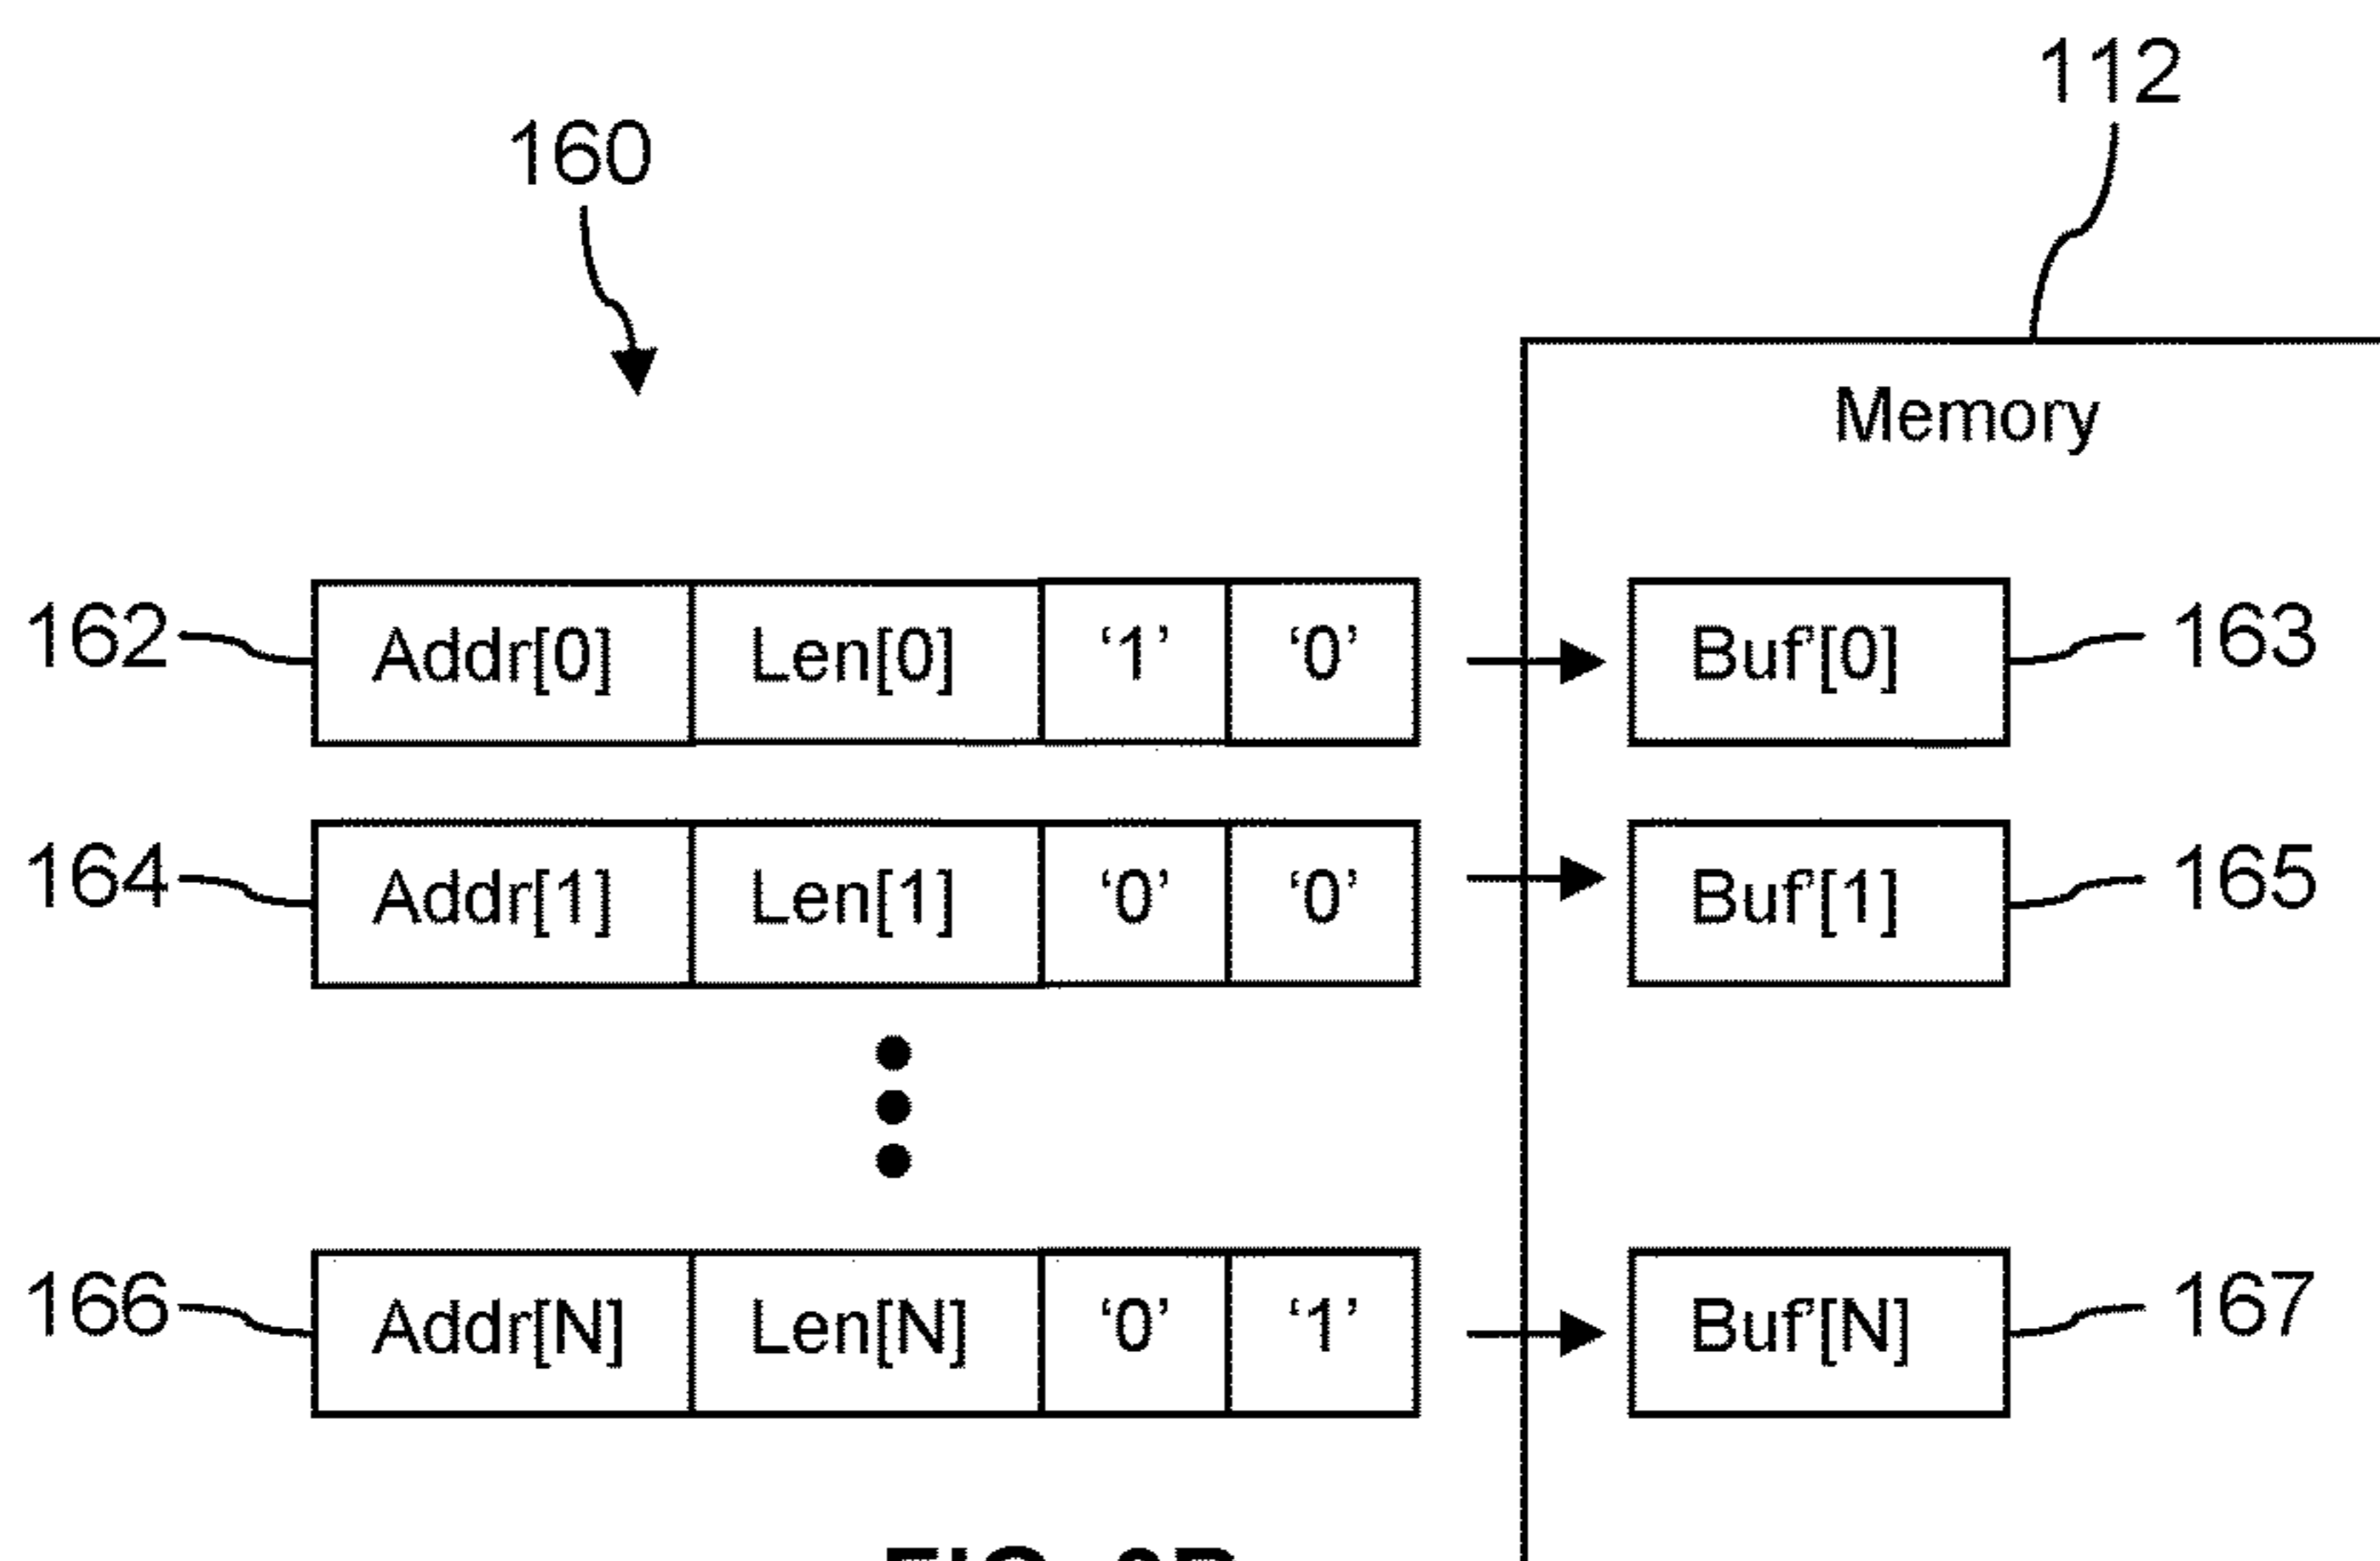 112
160
Memory
162 Addr[0] Len[0] ‘1’ ‘0’ Buf[0] 163
164 Addr[1] Len[1] ‘0’ ‘0’ Buf[1] 165
166 Addr[N] Len[N] ‘0’ ‘1’ Buf[N] 167